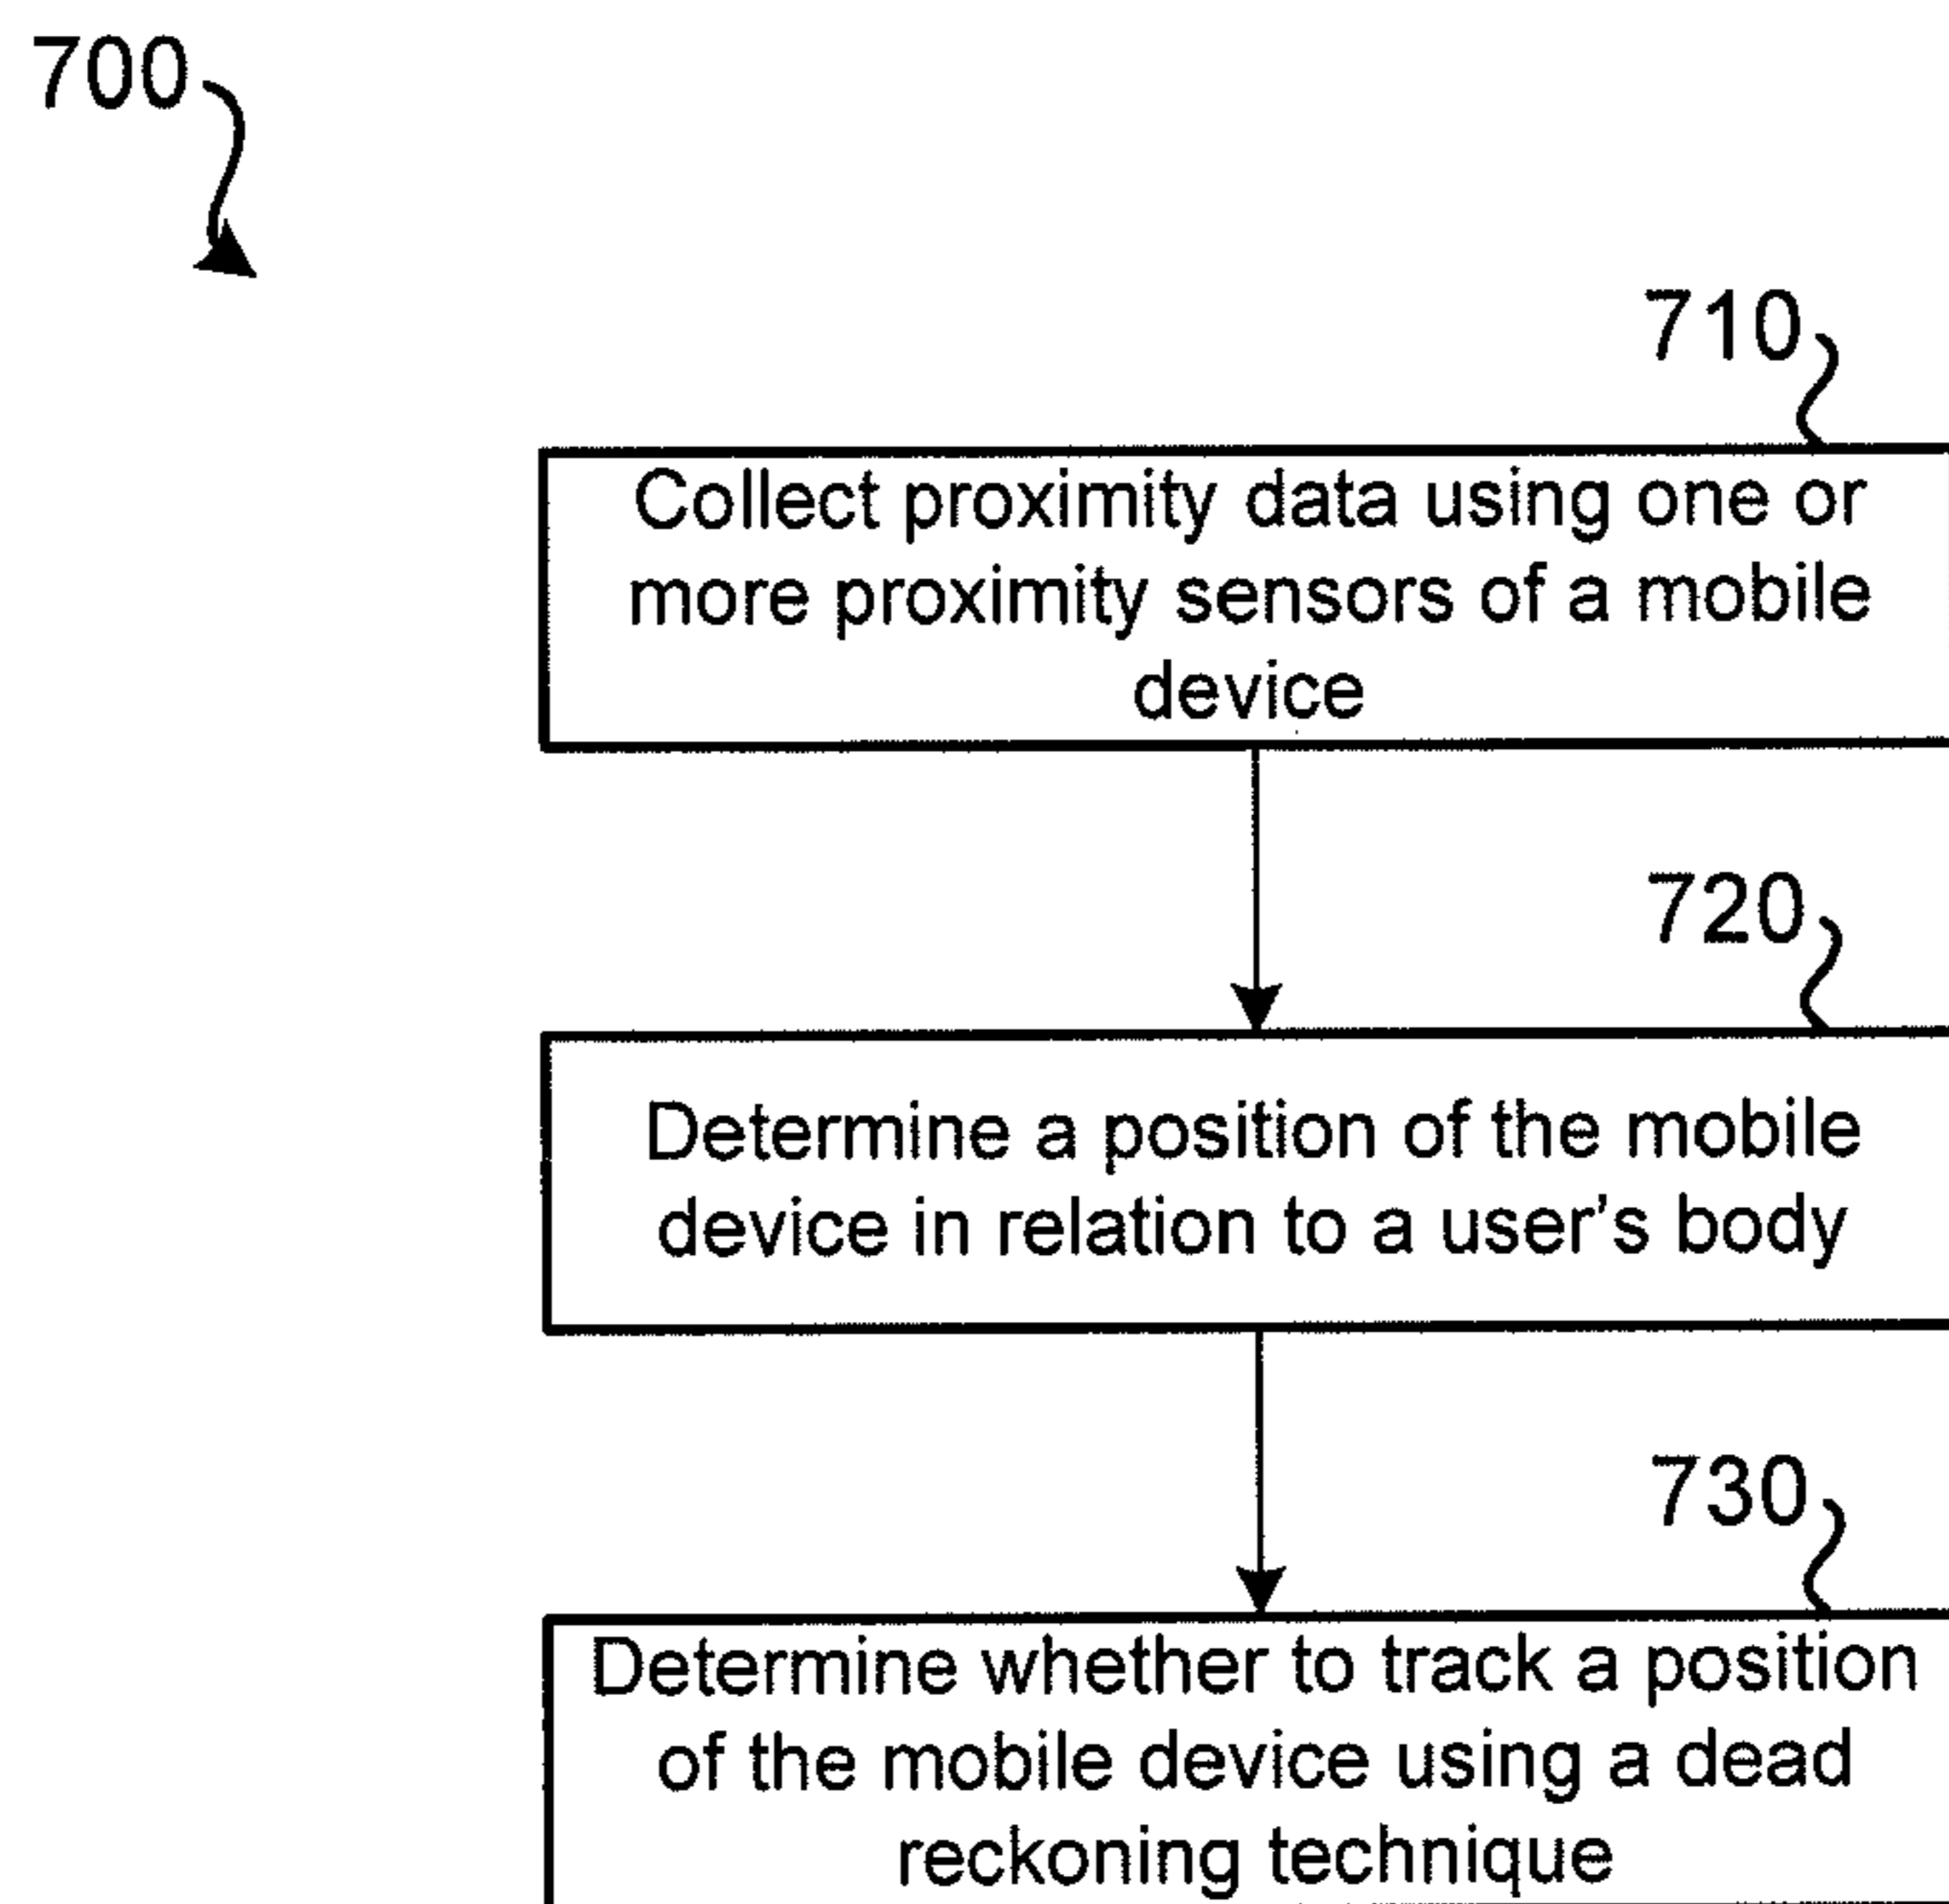 700
710
Collect proximity data using one or
more proximity sensors of a mobile
device
720
Determine a position of the mobile
device in relation to a user's body
730
Determine whether to track a position
of the mobile device using a dead
reckoning technique